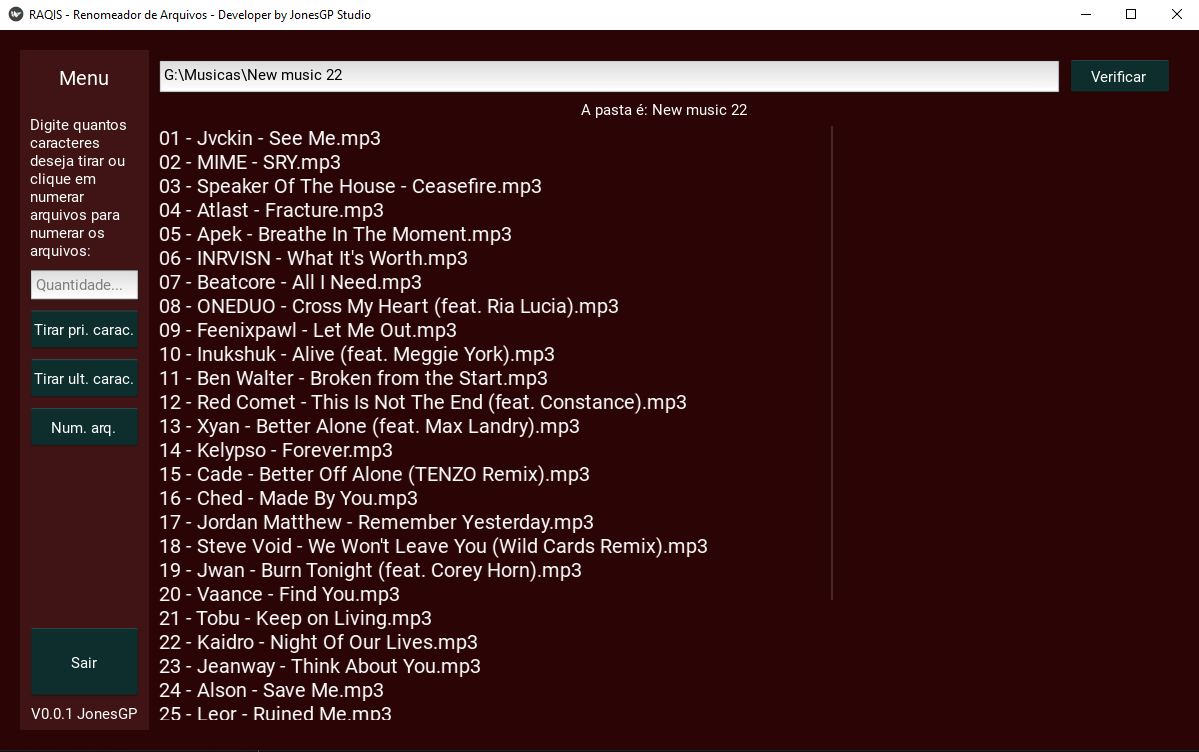 RAQIS - Renomeador de Arquivos - Developer by JonesGP Studio
Menu
Digite quantos
caracteres
deseja tirar ou
clique em
numerar
arquivos para
numerar os
arquivos:
Quantidade...
Tirar pri. carac.
Tirar ult. carac.
Num. arq.
Sair
V0.0.1 JonesGP
G:\Musicas\New music 22
Verificar
A pasta é: New music 22
01 - Jvckin - See Me.mp3
02 - MIME - SRY.mp3
03 - Speaker Of The House - Ceasefire.mp3
04 - Atlast - Fracture.mp3
05 - Apek - Breathe In The Moment.mp3
06 - INRVISN - What It's Worth.mp3
07 - Beatcore - All I Need.mp3
08 - ONEDUO - Cross My Heart (feat. Ria Lucia).mp3
09 - Feenixpawl - Let Me Out.mp3
10 - Inukshuk - Alive (feat. Meggie York).mp3
11 - Ben Walter - Broken from the Start.mp3
12 - Red Comet - This Is Not The End (feat. Constance).mp3
13 - Xyan - Better Alone (feat. Max Landry).mp3
14 - Kelypso - Forever.mp3
15 - Cade - Better Off Alone (TENZO Remix).mp3
16 - Ched - Made By You.mp3
17 - Jordan Matthew - Remember Yesterday.mp3
18 - Steve Void - We Won't Leave You (Wild Cards Remix).mp3
19 - Jwan - Burn Tonight (feat. Corey Horn).mp3
20 - Vaance - Find You.mp3
21 - Tobu - Keep on Living.mp3
22 - Kaidro - Night Of Our Lives.mp3
23 - Jeanway - Think About You.mp3
24 - Alson - Save Me.mp3
25 - Leor - Ruined Me.mp3